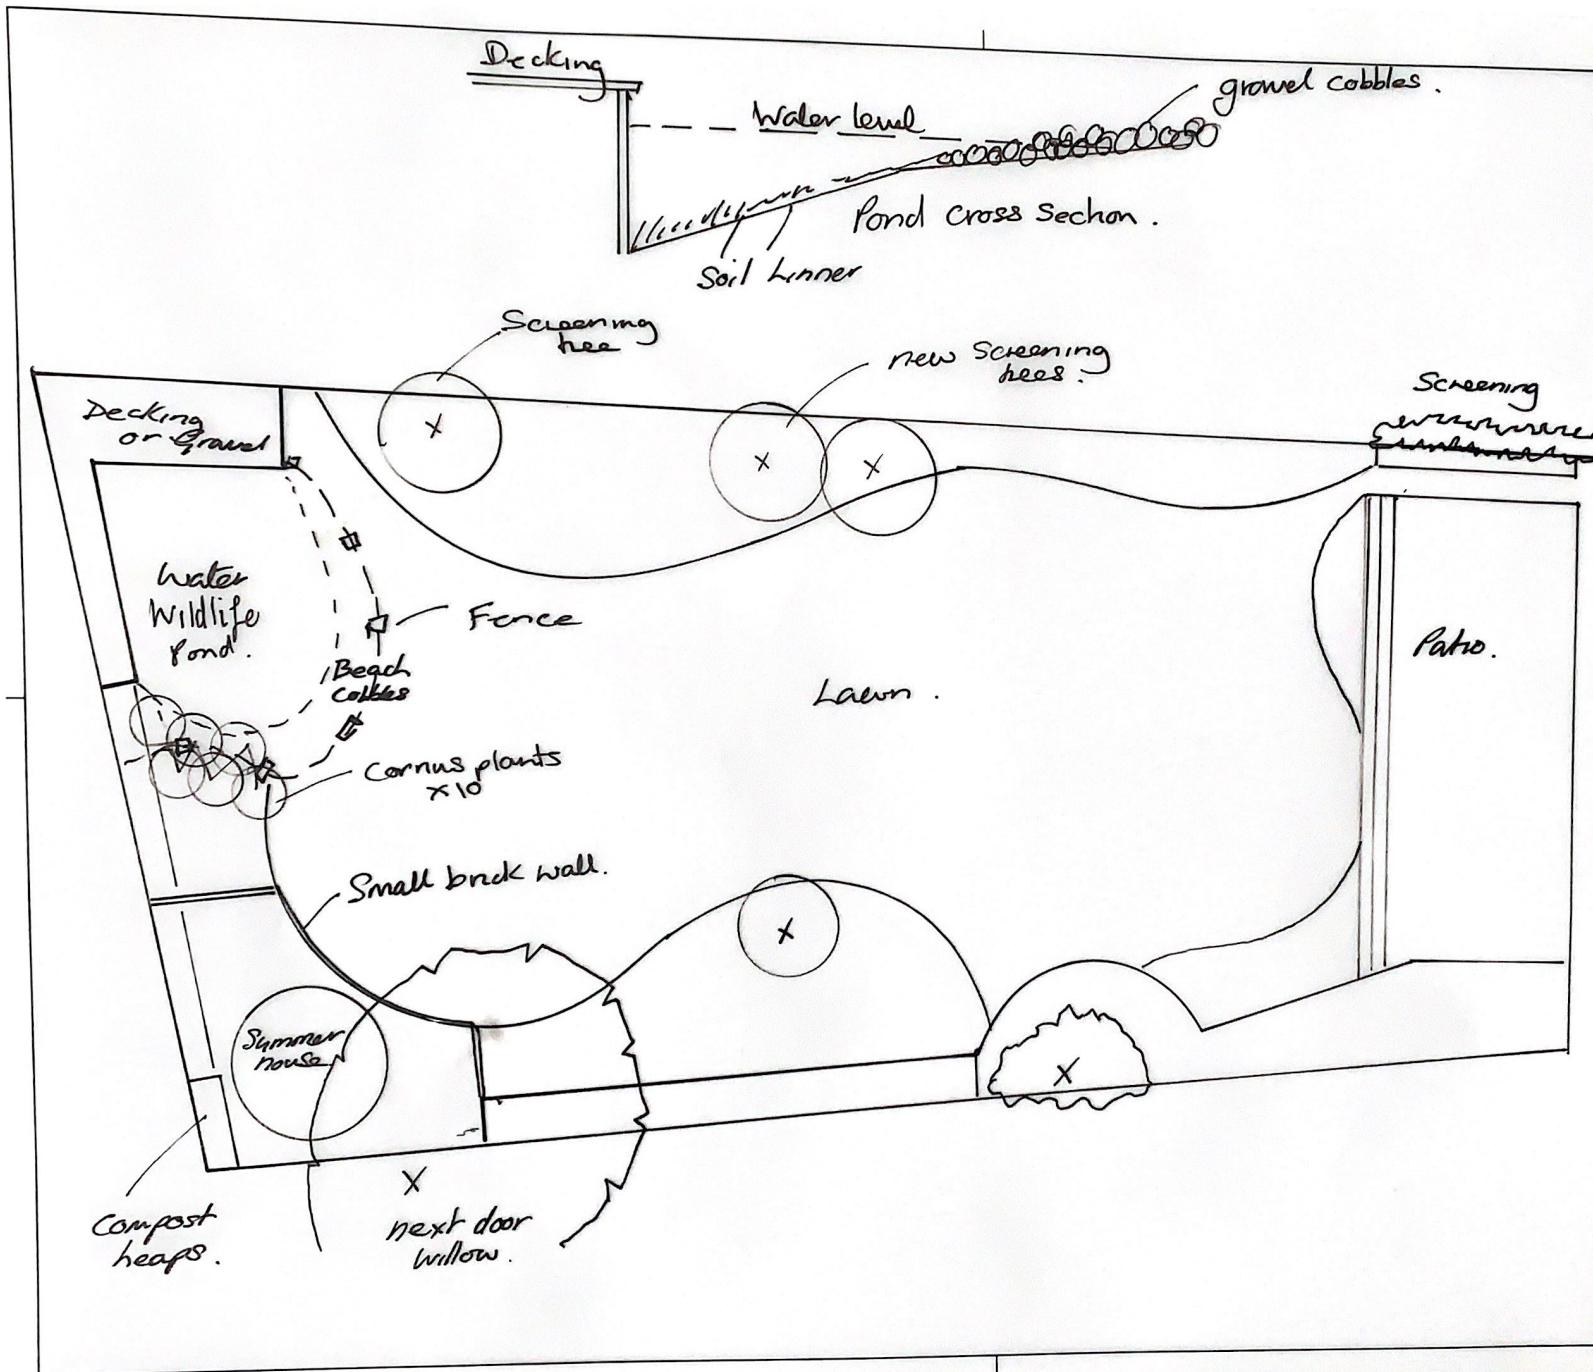 Decking
gravel cobbles.
Water level
Pond cross section.
Soil Linner
Screening
tree
new screening
trees.
Screening
Decking
or Gravel
Water
Wildlife
Pond.
Fence
Beach
cobbles
Patio.
Lawn.
Cornus plants
x10
Small brick wall.
Summer
house
Compost
heaps.
next door
willow.